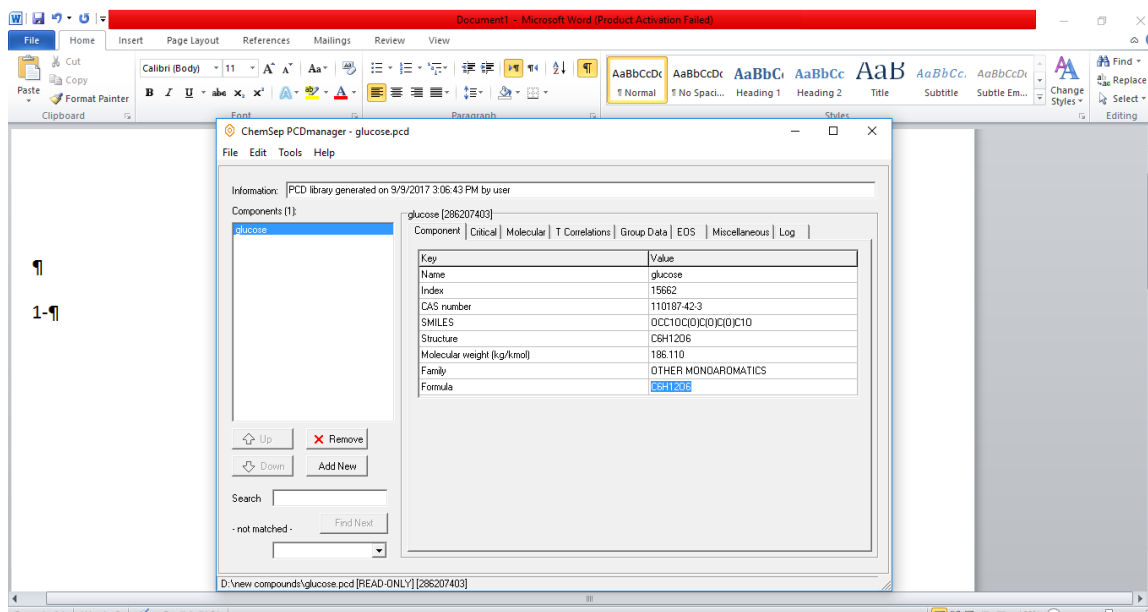 Document1 - Microsoft Word (Product Activation Failed)
File Home Insert Page Layout References Mailings Review View
Cut
Copy
Format Painter
Paste
Clipboard
Calibri (Body) 11
Font
Paragraph
AaBbCcDc AaBbCcDc AaBbCc AaBbCc AaB AaBbCc. AaBbCcDc
¶ Normal ¶ No Spaci... Heading 1 Heading 2 Title Subtitle Subtle Em...
Change Styles
Styles
Find
Replace
Select
Editing
¶
1-¶
ChemSep PCDmanager - glucose.pcd
File Edit Tools Help
Information: PCD library generated on 9/9/2017 3:06:43 PM by user
Components (1):
glucose
Up Remove
Down Add New
Search
- not matched - Find Next
glucose [286207403]
Component Critical Molecular T Correlations Group Data EOS Miscellaneous Log
Key Value
Name glucose
Index 15662
CAS number 110187-42-3
SMILES OCC1OC(O)C(O)C(O)C1O
Structure C6H12O6
Molecular weight (kg/kmol) 186.110
Family OTHER MONOAROMATICS
Formula C6H12O6
D:\new compounds\glucose.pcd [READ-ONLY] [286207403]